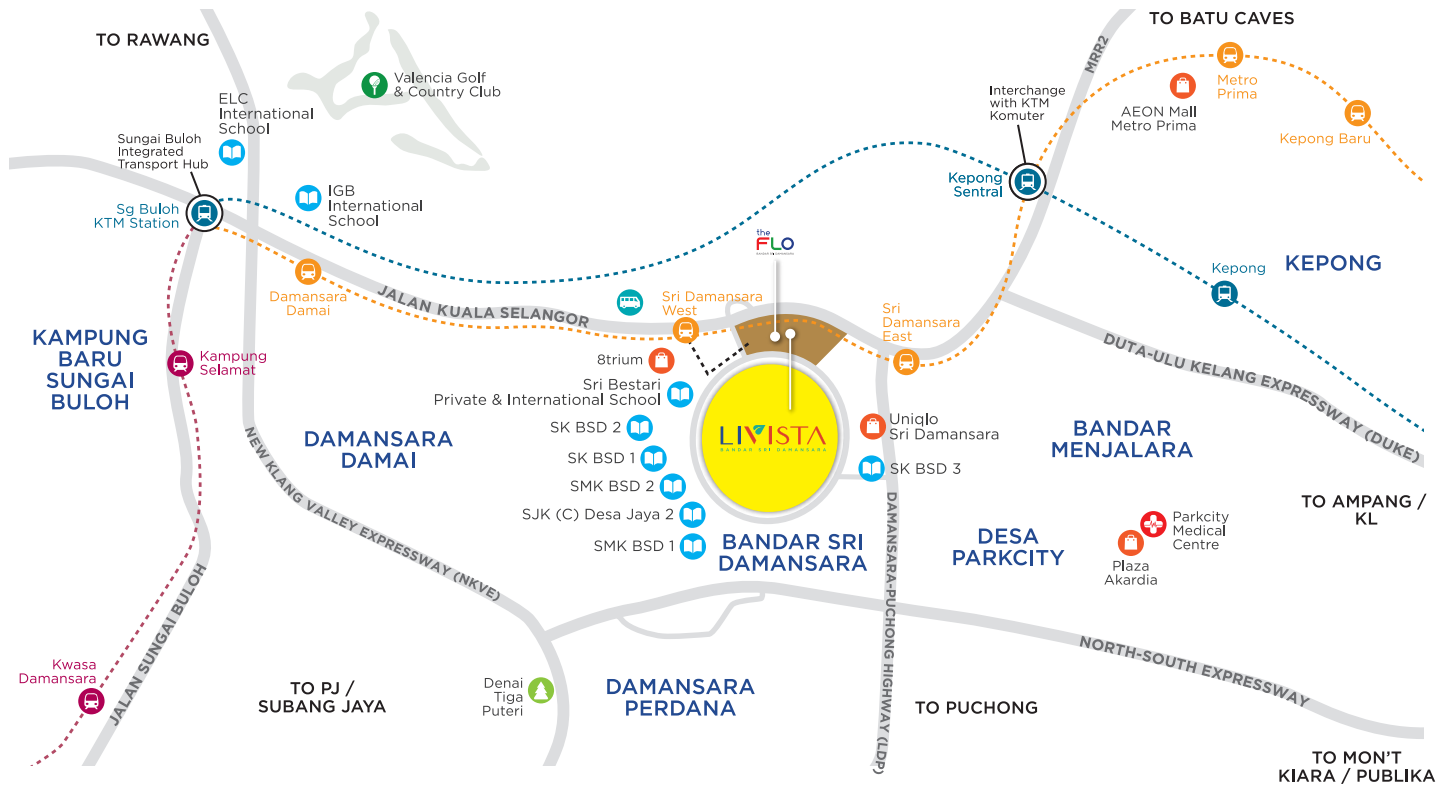 TO BATU CAVES
TO RAWANG
MRR2
Valencia Golf
& Country Club
Metro
Prima
ELC
International
School
Interchange
with KTM
Komuter
AEON Mall
Metro Prima
Sungai Buloh
Integrated
Transport Hub
Kepong Baru
IGB
International
School
Kepong
Sentral
Sg Buloh
KTM Station
the
FLO
BANDAR SRI DAMANSARA
KEPONG
Kepong
Damansara
Damai
JALAN KUALA SELANGOR
Sri Damansara
West
Sri
Damansara
East
KAMPUNG
BARU
SUNGAI
BULOH
Kampung
Selamat
8trium
DUTA-ULU KELANG EXPRESSWAY (DUKE)
Sri Bestari
Private & International School
SK BSD 2
SK BSD 1
SMK BSD 2
SJK (C) Desa Jaya 2
SMK BSD 1
LIVISTA
BANDAR SRI DAMANSARA
Uniqlo
Sri Damansara
SK BSD 3
BANDAR
MENJALARA
DAMANSARA
DAMAI
NEW KLANG VALLEY EXPRESSWAY (NKVE)
TO AMPANG /
KL
BANDAR SRI
DAMANSARA
DAMANSARA-PUCHONG HIGHWAY (LDP)
DESA
PARKCITY
Parkcity
Medical
Centre
Plaza
Akardia
JALAN SUNGAI BULOH
NORTH-SOUTH EXPRESSWAY
Kwasa
Damansara
TO PJ /
SUBANG JAYA
Denai
Tiga
Puteri
DAMANSARA
PERDANA
TO PUCHONG
TO MON'T
KIARA / PUBLIKA